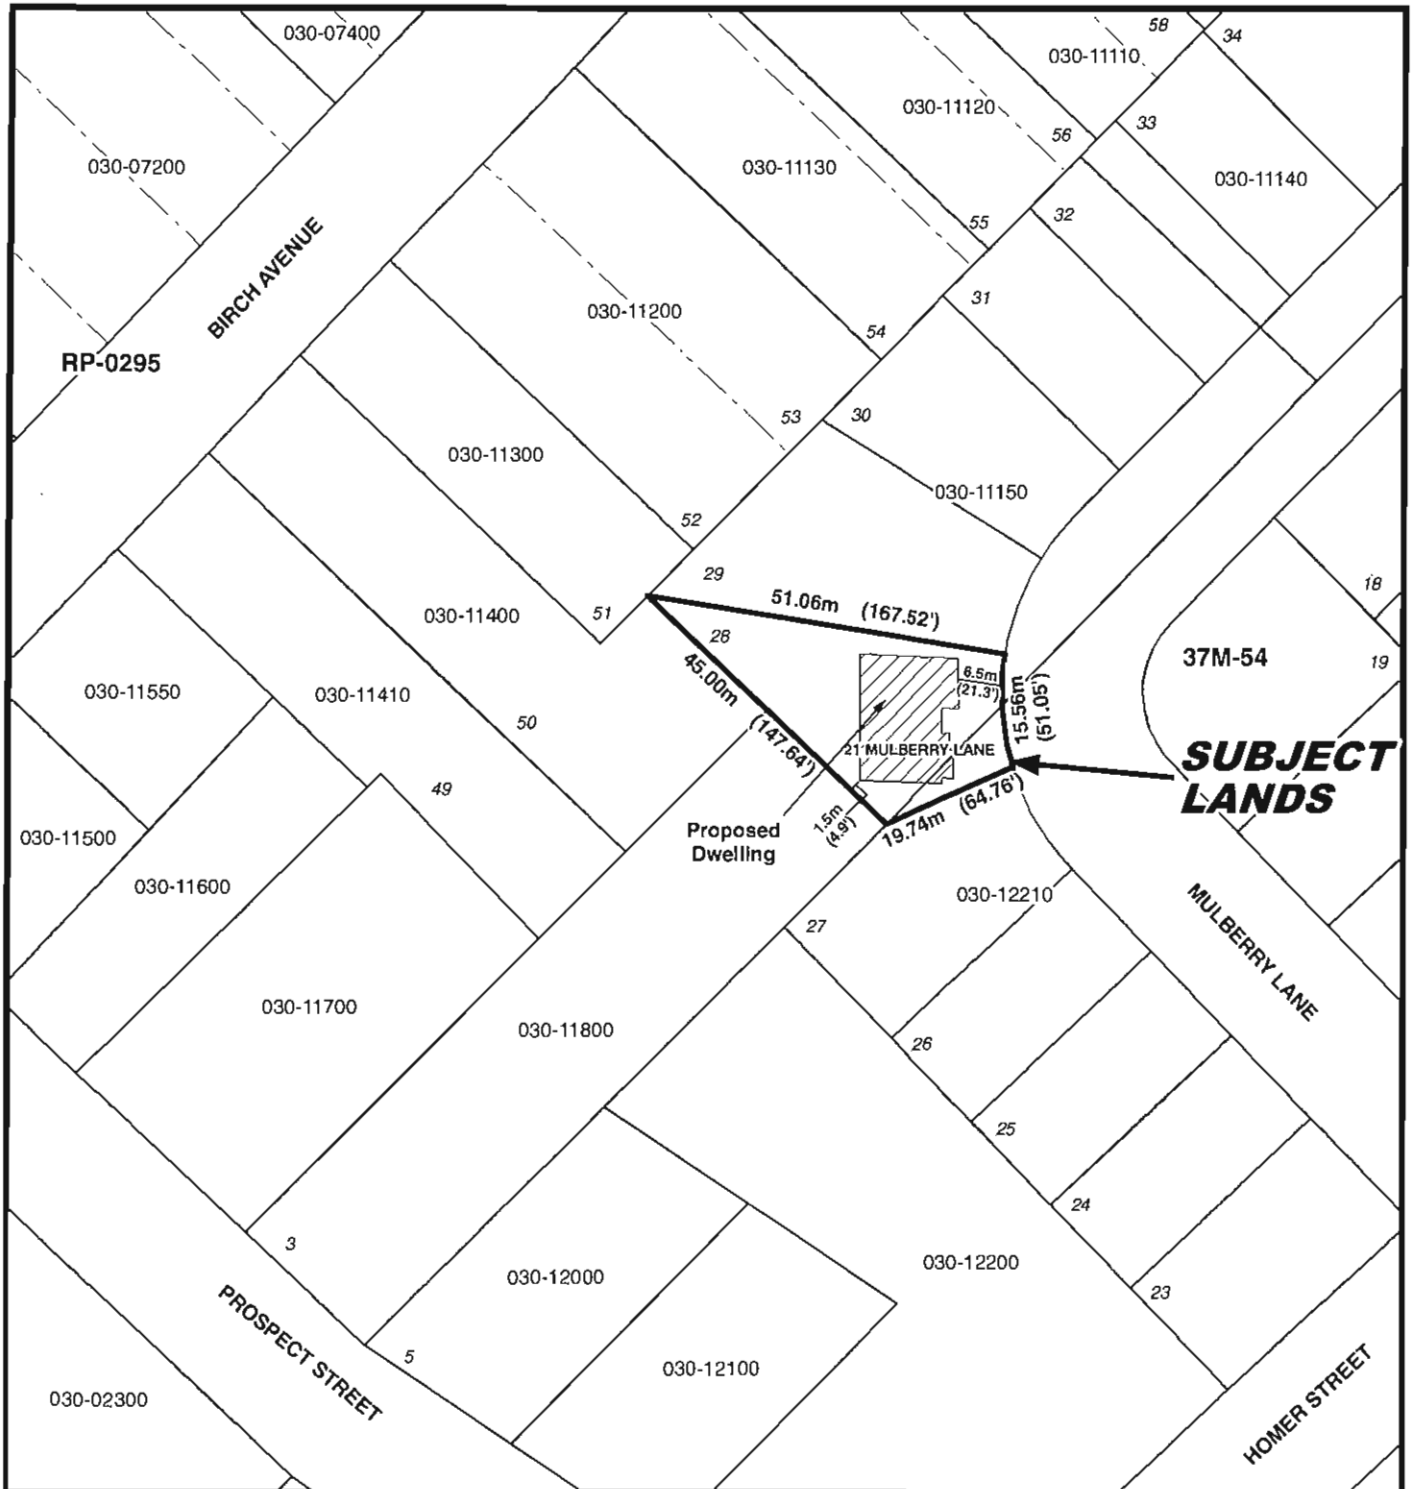 030-07400
58
34
030-11110
030-11120
56
33
030-07200
030-11130
030-11140
55
32
BIRCH AVENUE
31
030-11200
54
RP-0295
53
30
030-11300
030-11150
52
29
51.06m (167.52')
18
51
030-11400
28
37M-54
19
45.00m (147.64')
6.5m
(21.3')
15.56m
(51.05')
030-11550
030-11410
50
21 MULBERRY LANE
SUBJECT
LANDS
49
1.5m
(4.9')
19.74m (64.76')
Proposed
Dwelling
030-11500
030-11600
030-12210
27
MULBERRY LANE
030-11700
030-11800
26
25
24
3
030-12000
030-12200
23
PROSPECT STREET
5
030-12100
030-02300
HOMER STREET